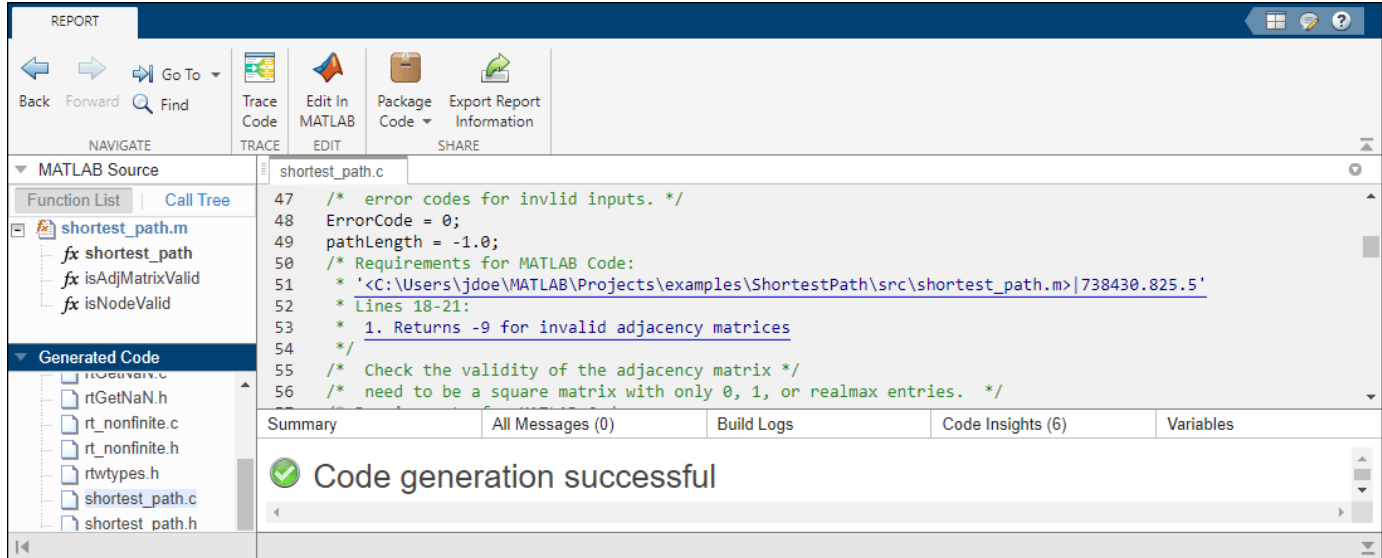 REPORT
Back Forward Go To Find
Trace Code
Edit In MATLAB
Package Code
Export Report Information
NAVIGATE TRACE EDIT SHARE
MATLAB Source
Function List | Call Tree
shortest_path.m
fx shortest_path
fx isAdjMatrixValid
fx isNodeValid
Generated Code
rtGetNaN.c
rtGetNaN.h
rt_nonfinite.c
rt_nonfinite.h
rtwtypes.h
shortest_path.c
shortest_path.h
shortest_path.c
47 /* error codes for invlid inputs. */
48 ErrorCode = 0;
49 pathLength = -1.0;
50 /* Requirements for MATLAB Code:
51 * '<C:\Users\jdoe\MATLAB\Projects\examples\ShortestPath\src\shortest_path.m>|738430.825.5'
52 * Lines 18-21:
53 * 1. Returns -9 for invalid adjacency matrices
54 */
55 /* Check the validity of the adjacency matrix */
56 /* need to be a square matrix with only 0, 1, or realmax entries. */
Summary All Messages (0) Build Logs Code Insights (6) Variables
Code generation successful